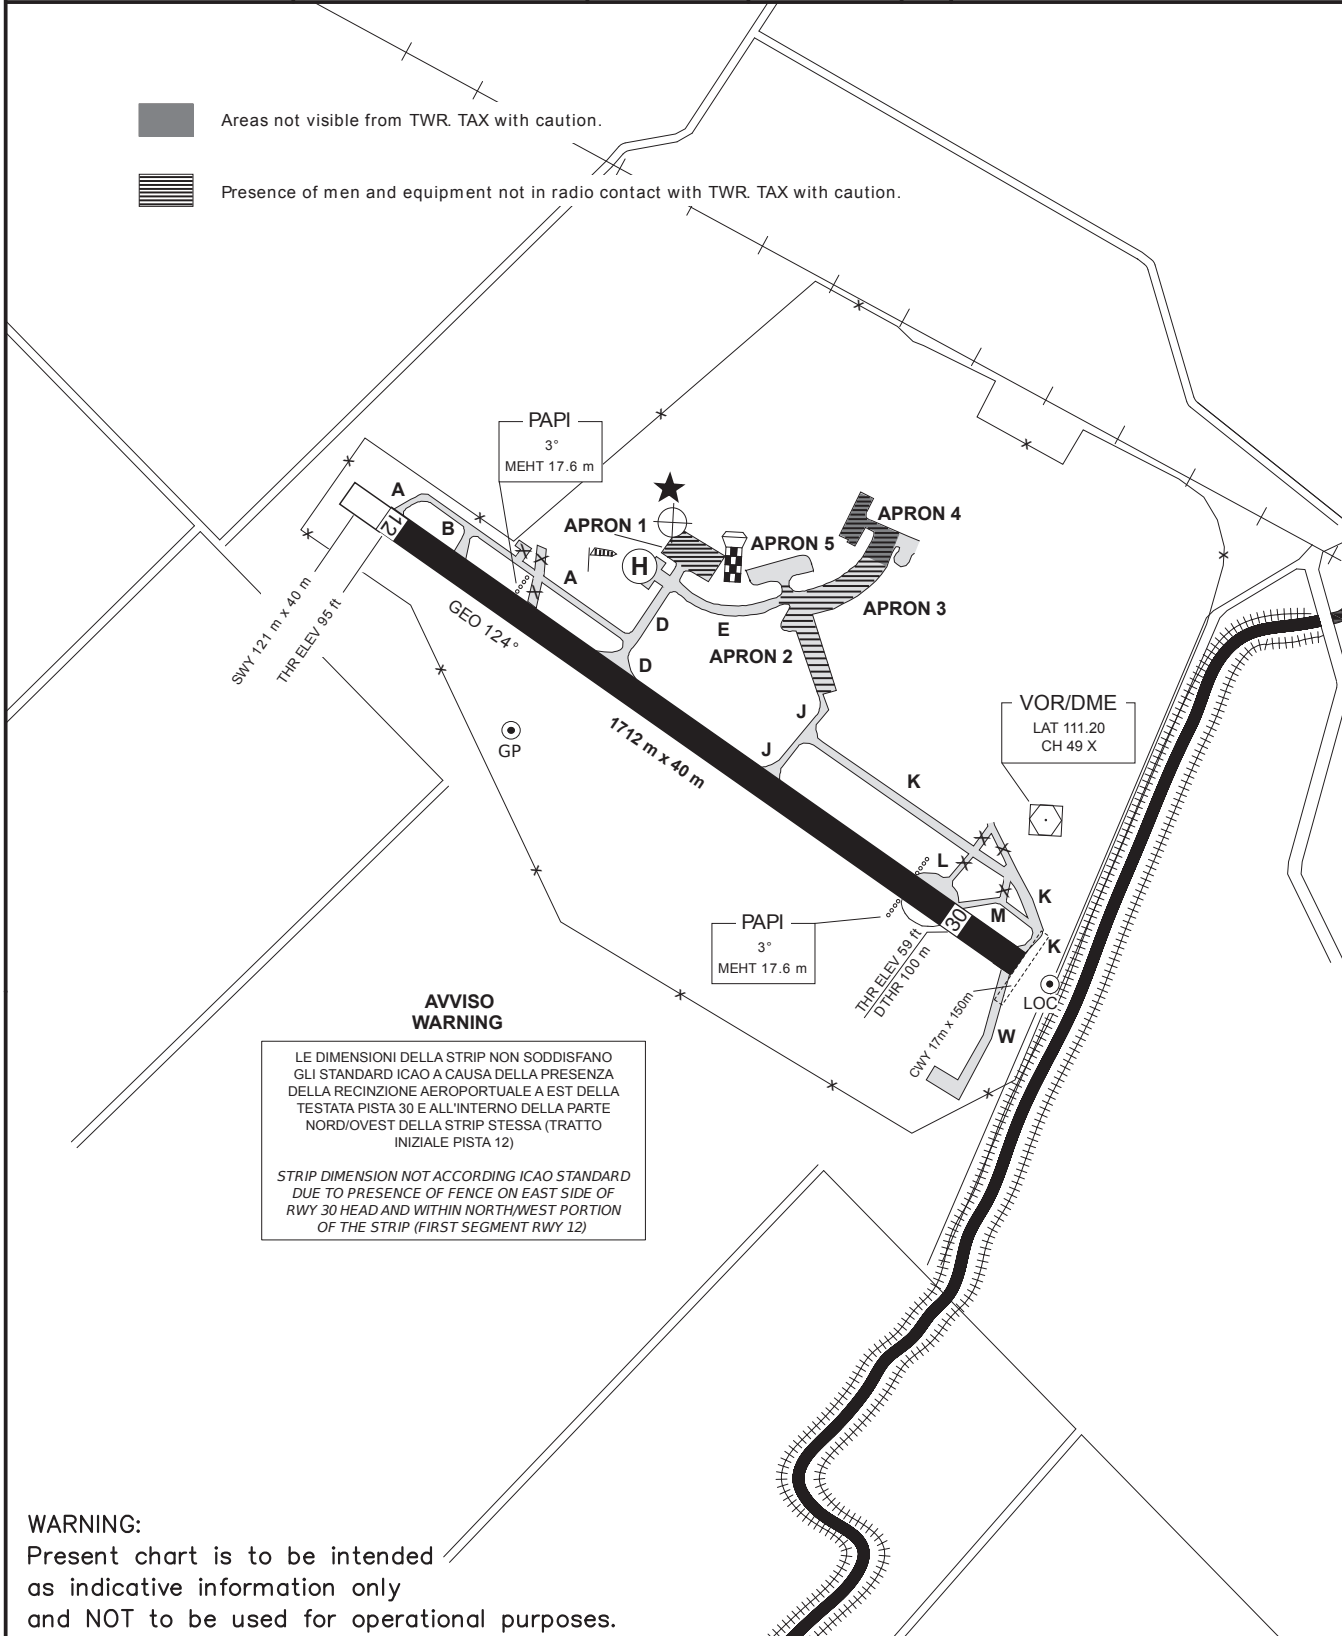 Areas not visible from TWR. TAX with caution.
Presence of men and equipment not in radio contact with TWR. TAX with caution.
PAPI
3°
MEHT 17.6 m
A
12
B
A
APRON 1
H
APRON 5
APRON 4
APRON 3
D
E
APRON 2
D
SWY 121 m x 40 m
THR ELEV 95 ft
GEO 124°
GP
1712 m x 40 m
J
J
VOR/DME
LAT 111.20
CH 49 X
K
L
K
M
30
K
PAPI
3°
MEHT 17.6 m
THR ELEV 59 ft
DTHR 100 m
CWY 17m x 150m
LOC
W
AVVISO
WARNING
LE DIMENSIONI DELLA STRIP NON SODDISFANO
GLI STANDARD ICAO A CAUSA DELLA PRESENZA
DELLA RECINZIONE AEROPORTUALE A EST DELLA
TESTATA PISTA 30 E ALL'INTERNO DELLA PARTE
NORD/OVEST DELLA STRIP STESSA (TRATTO
INIZIALE PISTA 12)
STRIP DIMENSION NOT ACCORDING ICAO STANDARD
DUE TO PRESENCE OF FENCE ON EAST SIDE OF
RWY 30 HEAD AND WITHIN NORTH/WEST PORTION
OF THE STRIP (FIRST SEGMENT RWY 12)
WARNING:
Present chart is to be intended
as indicative information only
and NOT to be used for operational purposes.